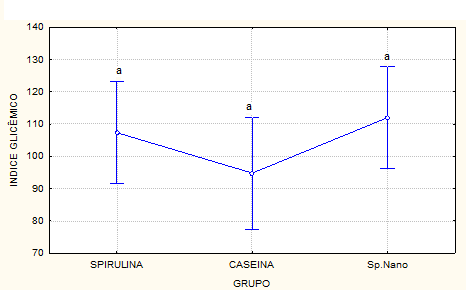 140
130
120
110
100
90
80
70
INDICE GLICÊMICO
a
a
a
SPIRULINA CASEINA Sp.Nano
GRUPO